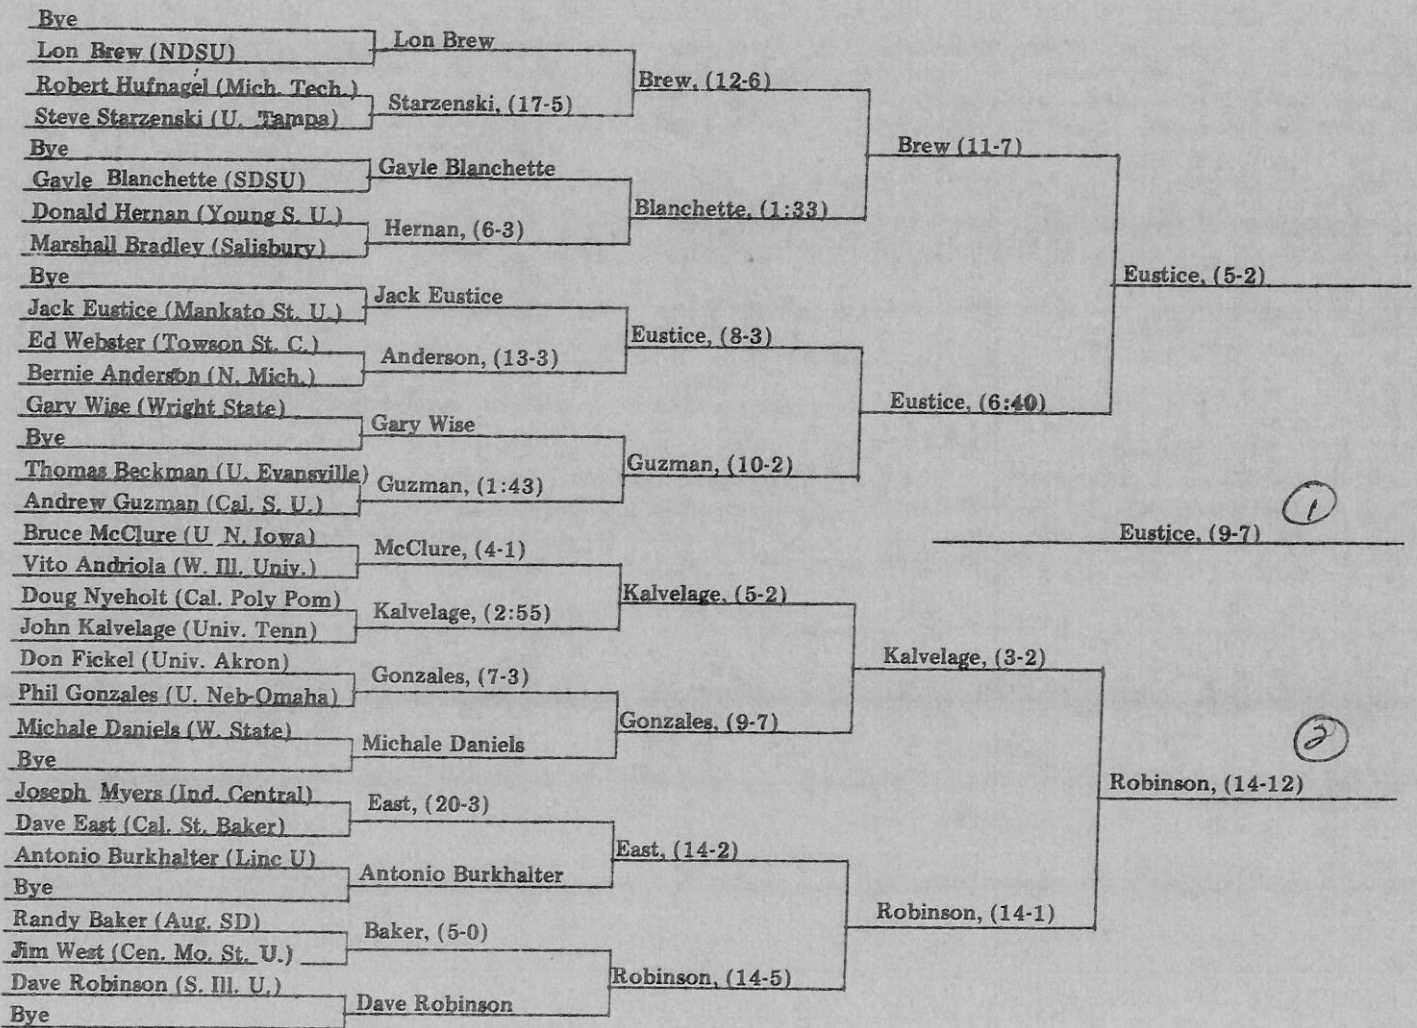 Bye
Lon Brew (NDSU)
Robert Hufnagel (Mich. Tech.)
Steve Starzenski (U. Tampa)
Bye
Gayle Blanchette (SDSU)
Donald Hernan (Young S. U.)
Marshall Bradley (Salisbury)
Bye
Jack Eustice (Mankato St. U.)
Ed Webster (Towson St. C.)
Bernie Anderson (N. Mich.)
Gary Wise (Wright State)
Bye
Thomas Beckman (U. Evansville)
Andrew Guzman (Cal. S. U.)
Bruce McClure (U N. Iowa)
Vito Andriola (W. Ill. Univ.)
Doug Nyeholt (Cal. Poly Pom)
John Kalvelage (Univ. Tenn)
Don Fickel (Univ. Akron)
Phil Gonzales (U. Neb-Omaha)
Michale Daniels (W. State)
Bye
Joseph Myers (Ind. Central)
Dave East (Cal. St. Baker)
Antonio Burkhalter (Linc U)
Bye
Randy Baker (Aug. SD)
Jim West (Cen. Mo. St. U.)
Dave Robinson (S. Ill. U.)
Bye
Lon Brew
Starzenski, (17-5)
Gayle Blanchette
Hernan, (6-3)
Jack Eustice
Anderson, (13-3)
Gary Wise
Guzman, (1:43)
McClure, (4-1)
Kalvelage, (2:55)
Gonzales, (7-3)
Michale Daniels
East, (20-3)
Antonio Burkhalter
Baker, (5-0)
Dave Robinson
Brew, (12-6)
Blanchette, (1:33)
Eustice, (8-3)
Guzman, (10-2)
Kalvelage, (5-2)
Gonzales, (9-7)
East, (14-2)
Robinson, (14-5)
Brew (11-7)
Eustice, (6:40)
Kalvelage, (3-2)
Robinson, (14-1)
Eustice, (5-2)
Robinson, (14-12)
2
Eustice, (9-7)
1